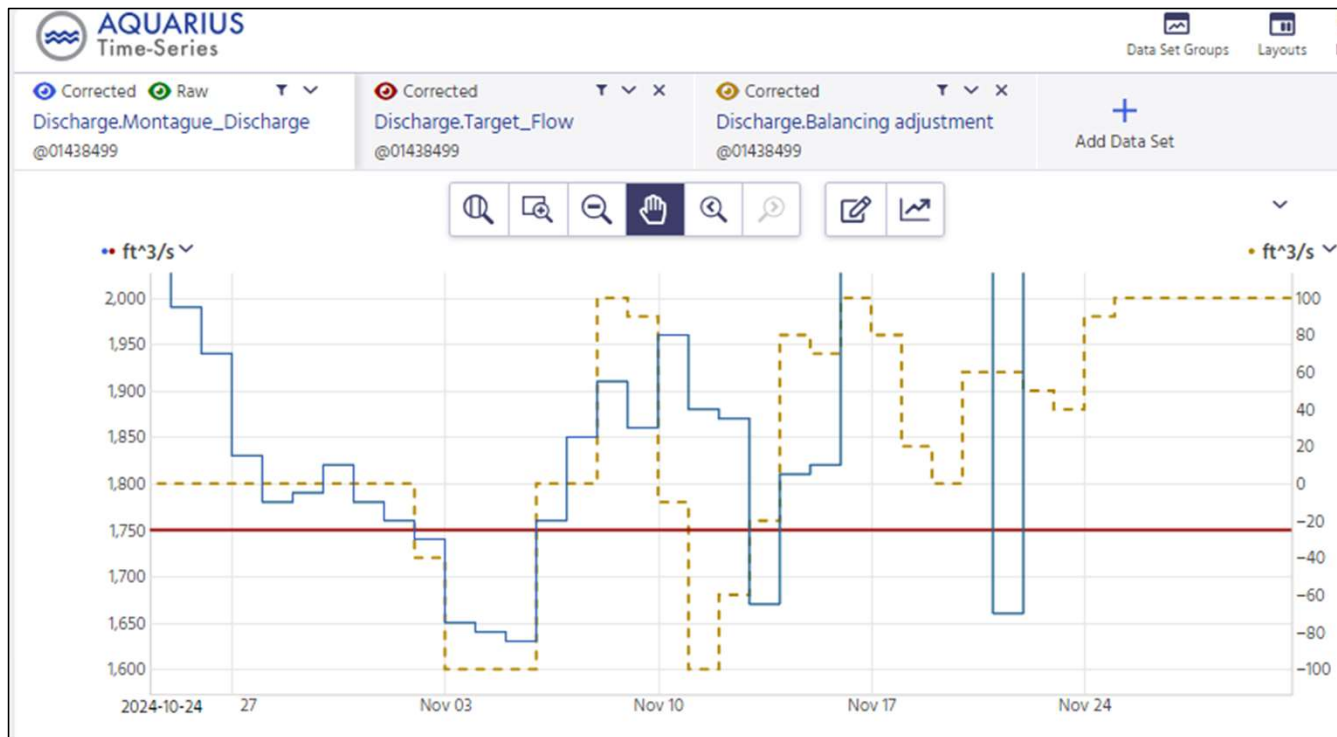 AQUARIUS
Time-Series
Data Set Groups
Layouts
Corrected Raw
Discharge.Montague_Discharge
@01438499
Corrected
Discharge.Target_Flow
@01438499
Corrected
Discharge.Balancing adjustment
@01438499
Add Data Set
ft^3/s
ft^3/s
2,000
1,950
1,900
1,850
1,800
1,750
1,700
1,650
1,600
100
80
60
40
20
0
−20
−40
−60
−80
−100
2024-10-24
27
Nov 03
Nov 10
Nov 17
Nov 24